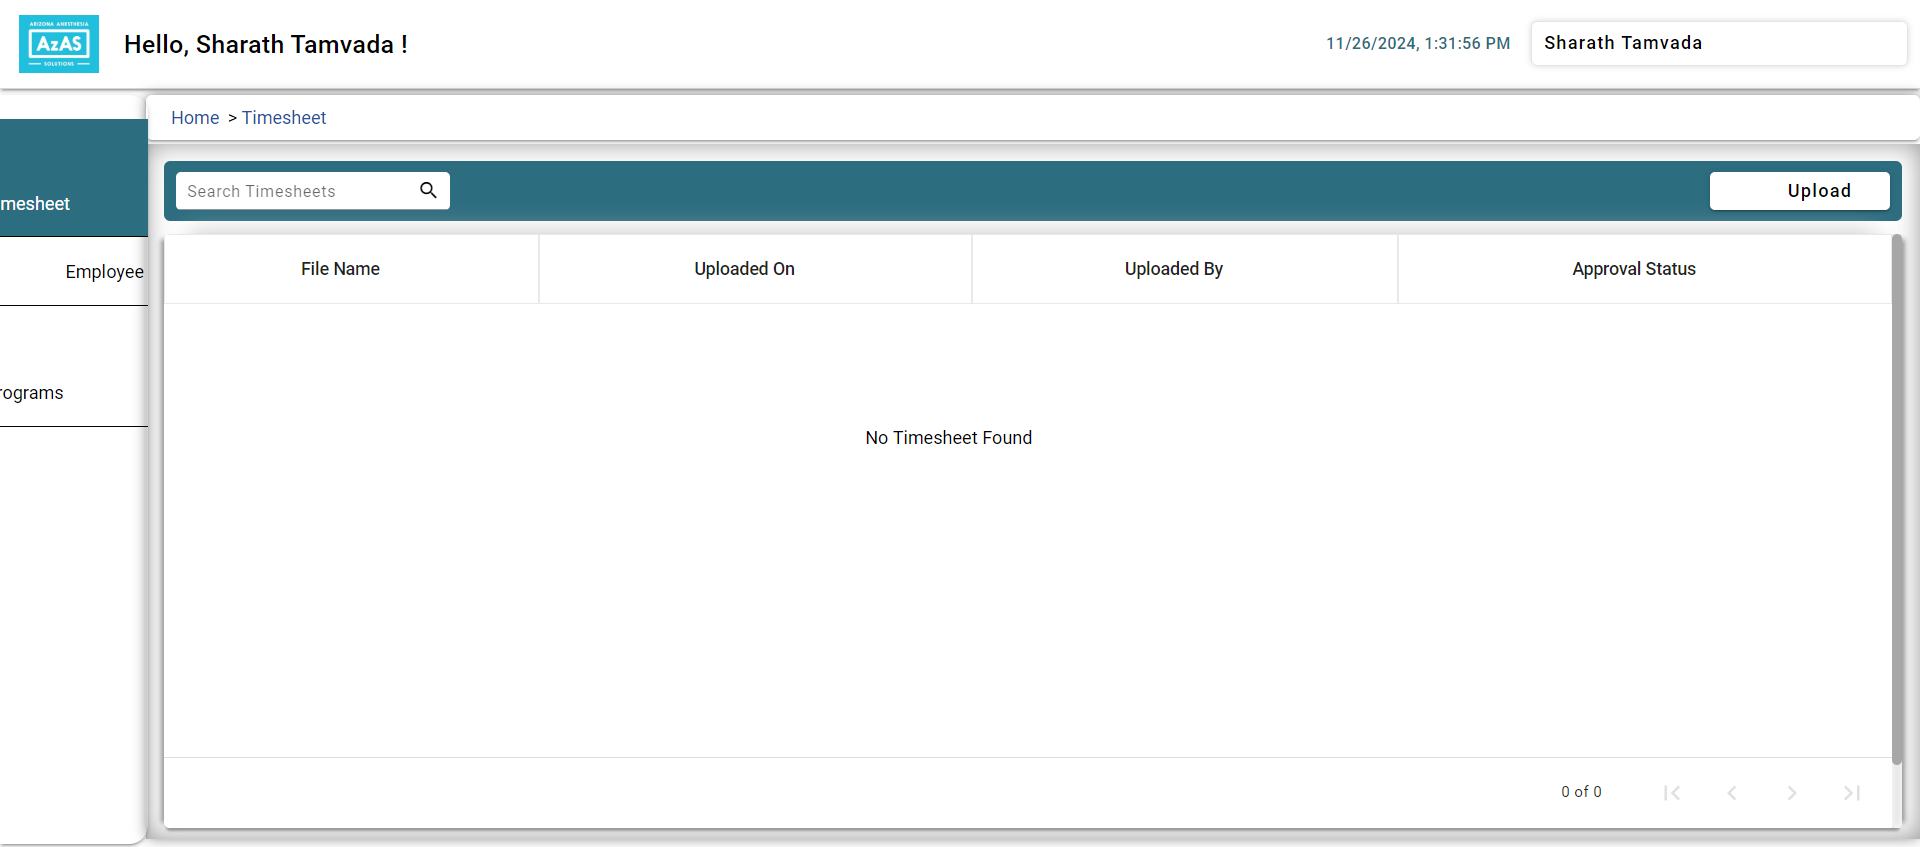 ARIZONA ANESTHESIA
AzAS
SOLUTIONS
Hello, Sharath Tamvada !
11/26/2024, 1:31:56 PM
Sharath Tamvada
Home > Timesheet
mesheet
Employee
rograms
Search Timesheets
Upload
File Name
Uploaded On
Uploaded By
Approval Status
No Timesheet Found
0 of 0